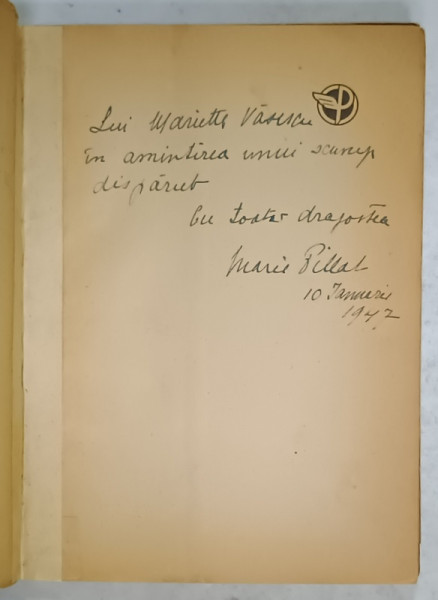 Lui Mariette Văsescu
în amintirea unui scump
dispărut
Cu toată dragostea
Marie Pillat
10 Ianuarie
1947